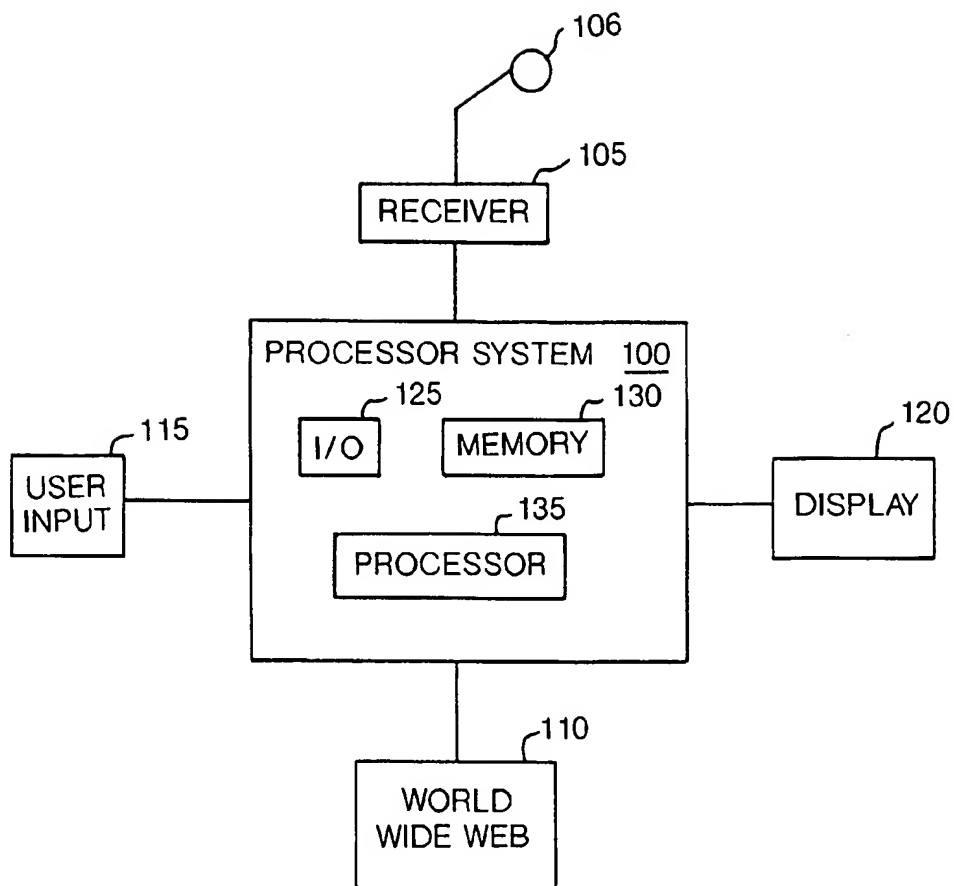 106
105
RECEIVER
PROCESSOR SYSTEM 100
125
130
I/O
MEMORY
115
USER
INPUT
120
DISPLAY
135
PROCESSOR
110
WORLD
WIDE WEB